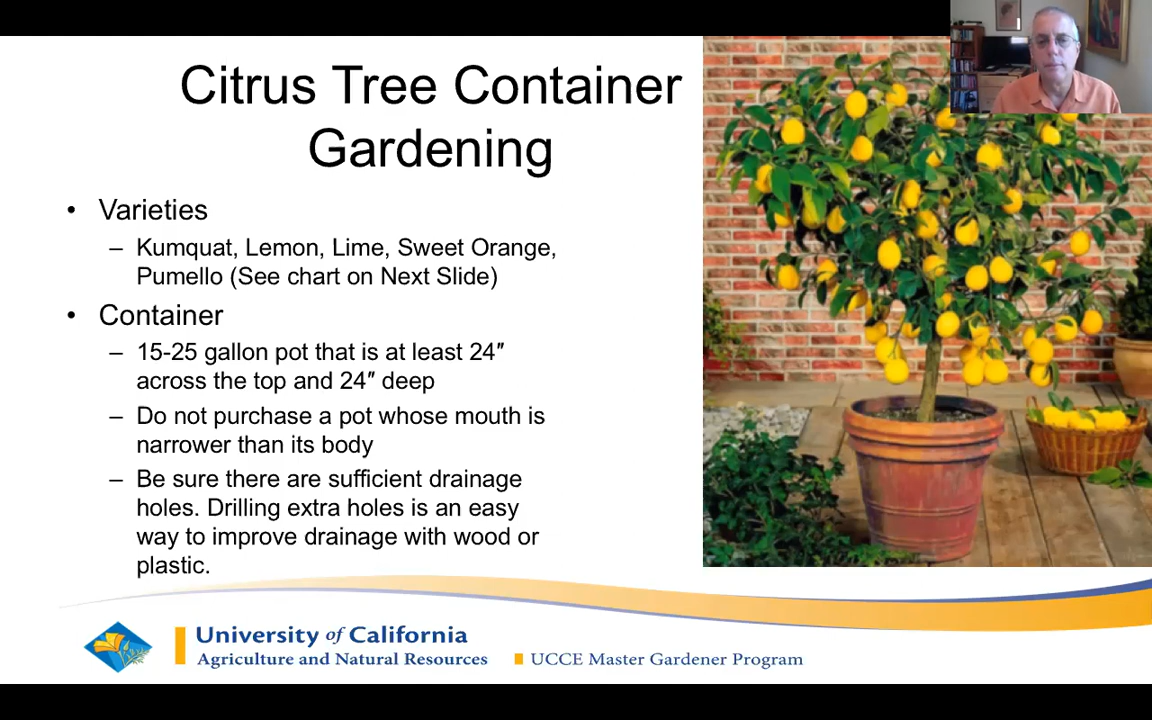 Citrus Tree Container
Gardening
• Varieties
– Kumquat, Lemon, Lime, Sweet Orange,
Pumello (See chart on Next Slide)
• Container
– 15-25 gallon pot that is at least 24″
across the top and 24″ deep
– Do not purchase a pot whose mouth is
narrower than its body
– Be sure there are sufficient drainage
holes. Drilling extra holes is an easy
way to improve drainage with wood or
plastic.
University of California
Agriculture and Natural Resources
UCCE Master Gardener Program